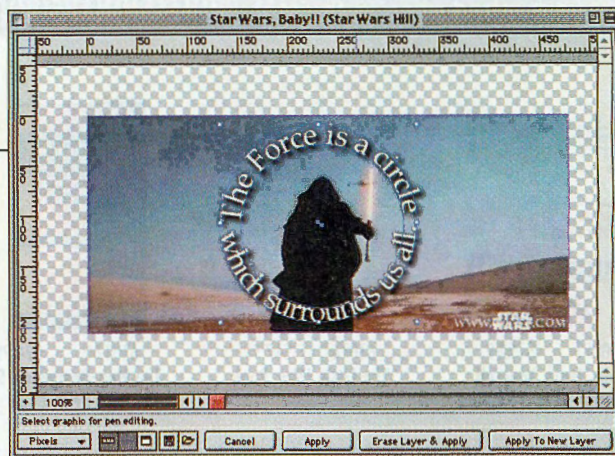 Star Wars, Baby!! (Star Wars Hill)
50 0 50 100 150 200 250 300 350 400 450
The Force is a circle
which surrounds us all.
WWW.STAR WARS.COM
100%
Select graphic for pen editing.
Pixels Cancel Apply Erase Layer & Apply Apply To New Layer